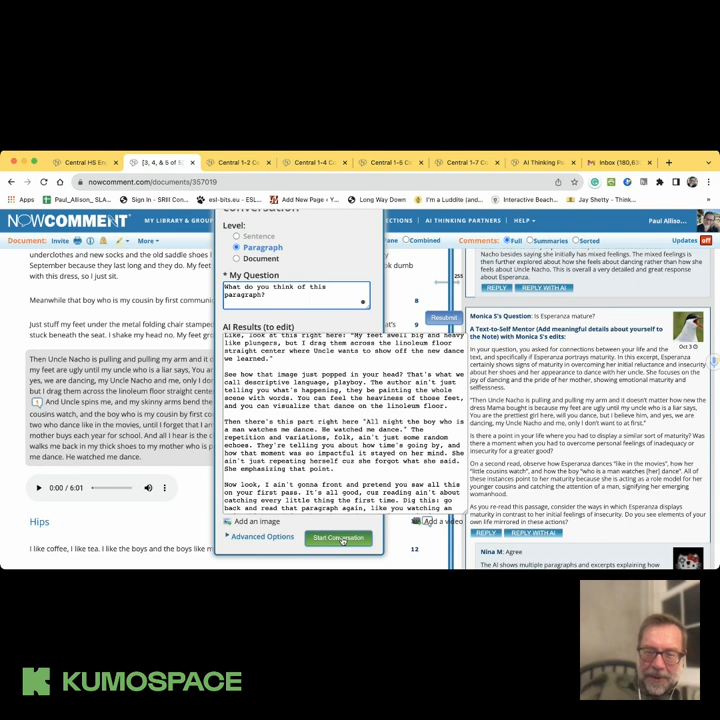 Central HS En
[3, 4, & 5 of 5]
Central 1-2 Co
Central 1-4 Co
Central 1-5 Co
Central 1-7 Co
AI Thinking Pa
Inbox (180,63
nowcomment.com/documents/357019
Apps
Paul_Allison_SLA...
Sign In - SRII Con...
esl-bits.eu - ESL...
Add New Page ‹ Y...
Long Way Down
I'm a Luddite (and...
Interactive Beach...
Jay Shetty - Think...
NOWCOMMENT
MY LIBRARY & GROUP
CTIONS
AI THINKING PARTNERS
HELP
Paul Alliso...
Document:
Invite
More
Combined
Comments:
Full
Summaries
Sorted
Updates
off
underclothes and new socks and the old saddle shoes I
September because they last long and they do. My feet
with this, so I just sit.
ok dumb
Meanwhile that boy who is my cousin by first commun
8
Just stuff my feet under the metal folding chair stamped
stuck beneath the seat. I shake my head no. My feet gr
at's
9
Then Uncle Nacho is pulling and pulling my arm and it d
my feet are ugly until my uncle who is a liar says, You ar
yes, we are dancing, my Uncle Nacho and me, only I do
but I drag them across the linoleum floor straight center
And Uncle spins me, and my skinny arms bend the
cousins watch, and the boy who is my cousin by first co
two who dance like in the movies, until I forget that I am
mother buys each year for school. And all I hear is the c
walks me back in my thick shoes to my mother who is p
me dance. He watched me dance.
0:00 / 6:01
Hips
I like coffee, I like tea. I like the boys and the boys like m
12
conversation
Level:
Sentence
Paragraph
Document
* My Question
What do you think of this
paragraph?
255
Resubmit
AI Results (to edit)
Like, look at this right here: "My feet swell big and heavy
like plungers, but I drag them across the linoleum floor
straight center where Uncle wants to show off the new dance
we learned."
See how that image just popped in your head? That's what we
call descriptive language, playboy. The author ain't just
telling you what's happening, they be painting the whole
scene with words. You can feel the heaviness of those feet,
and you can visualize that dance on the linoleum floor.
Then there's this part right here "All night the boy who is
a man watches me dance. He watched me dance." The
repetition and variations, folk, ain't just some random
echoes. They're telling you about the time going by, and
how that moment was so impactful it stayed on her mind. She
ain't just repeating herself cuz she forgot what she said.
She emphasizing that point.
Now look, I ain't gonna front and pretend you saw all this
on your first pass. It's all good, cuz reading ain't about
catching every little thing the first time. Dig this: go
back and read that paragraph again, like you watching an
Add an image
Add a video
Advanced Options
Start Conversation
Nacho besides saying she initially has mixed feelings. The mixed
feelings is then further explored from how she feels about
dancing rather than how she
feels about Uncle Nacho. This is overall a very detailed and great
response about
Esperanza?
REPLY
REPLY WITH AI
Monica S's Question: Is Esperanza mature?
A Text-to-Self Mentor (Add meaningful details about yourself to
the Note) with Monica S's edits:
Oct 3
In your question, you asked for connections between your life and the
text, and specifically if Esperanza portrays maturity. In this excerpt, Esperanza
certainly shows signs of maturity in overcoming her initial reluctance and insecurity
about her shoes and her appearance to dance with her uncle. She focuses on the
joy of dancing and the pride of her mother, showing emotional maturity and
selflessness.
"Then Uncle Nacho is pulling and pulling my arm and it doesn't matter how new the
dress Mama bought is because my feet are ugly until my uncle who is a liar says,
You are the prettiest girl here, will you dance, but I believe him, and yes, we are
dancing, my Uncle Nacho and me, only I don't want to at first."
Is there a point in your life where you had to display a similar sort of maturity? Was
there a moment when you had to overcome personal feelings of inadequacy or
insecurity for a greater good?
On a second read, observe how Esperanza dances "like in the movies", how her
"little cousins watch", and how the boy "who is a man watches [her] dance". All of
these instances point to her maturity because she is acting as a role model for her
younger cousins and catching the attention of a man, signifying her emerging
womanhood.
As you re-read this passage, consider the ways in which Esperanza displays
maturity in contrast to her initial feelings of insecurity. Do you see elements of your
own life mirrored in these actions?
REPLY
REPLY WITH AI
Nina M: Agree
The AI shows multiple paragraphs and excerpts explaining how
KUMOSPACE